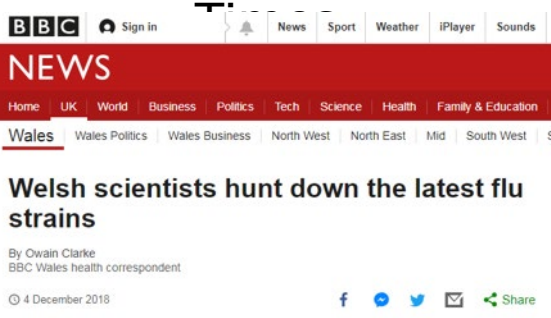 Times
BBC Sign in News Sport Weather iPlayer Sounds
NEWS
Home UK World Business Politics Tech Science Health Family & Education
Wales Wales Politics Wales Business North West North East Mid South West
Welsh scientists hunt down the latest flu
strains
By Owain Clarke
BBC Wales health correspondent
4 December 2018
Share